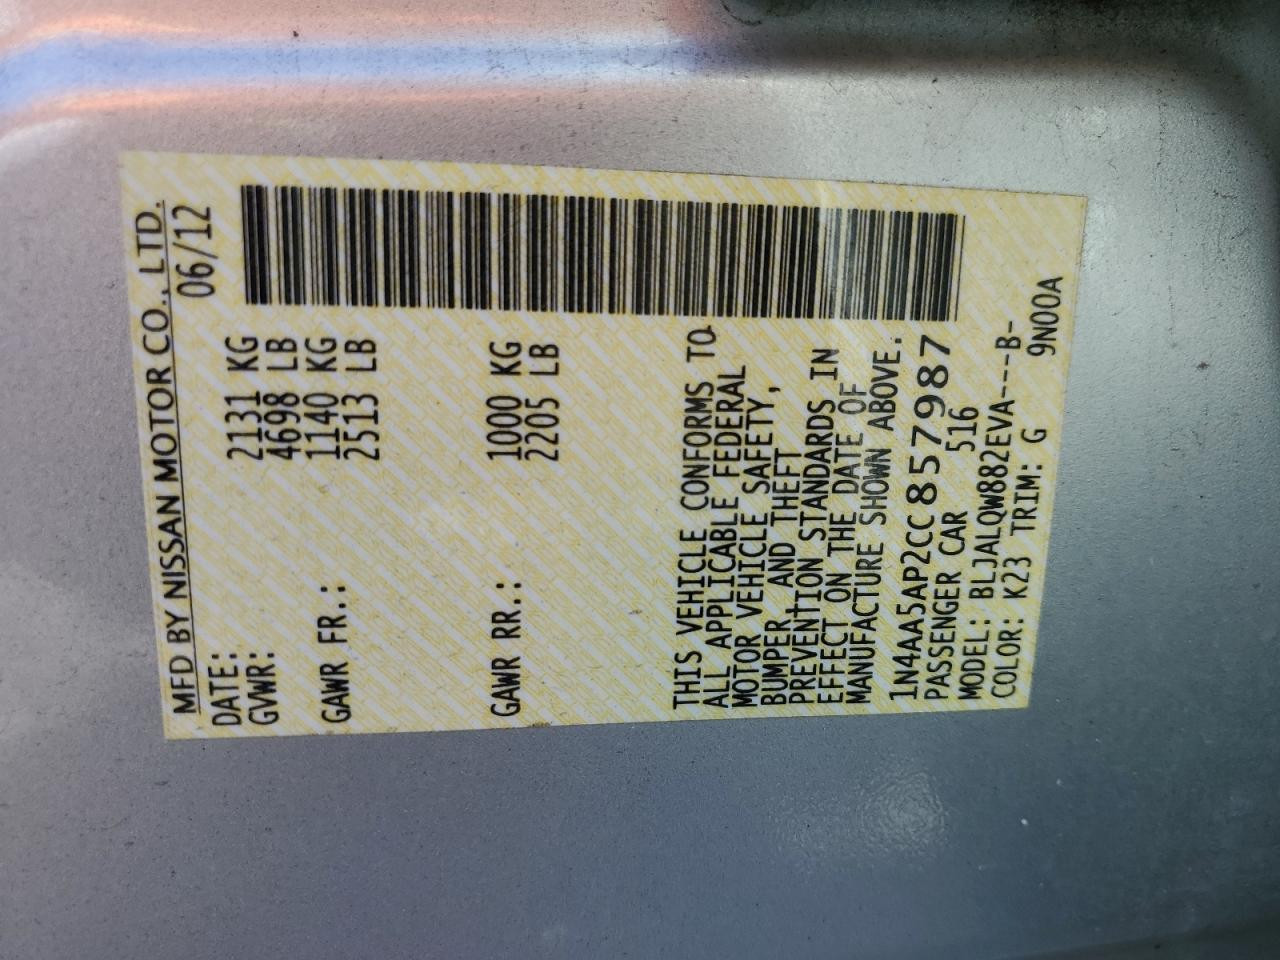 MFD BY NISSAN MOTOR CO., LTD.
DATE: 06/12
GVWR: 2131 KG
4698 LB
GAWR FR.: 1140 KG
2513 LB
GAWR RR.: 1000 KG
2205 LB
THIS VEHICLE CONFORMS TO
ALL APPLICABLE FEDERAL
MOTOR VEHICLE SAFETY,
BUMPER AND THEFT
PREVENTION STANDARDS IN
EFFECT ON THE DATE OF
MANUFACTURE SHOWN ABOVE.
1N4AA5AP2CC857987
PASSENGER CAR 516
MODEL: BLJALQW882EVA---B-
COLOR: K23 TRIM: G 9N00A